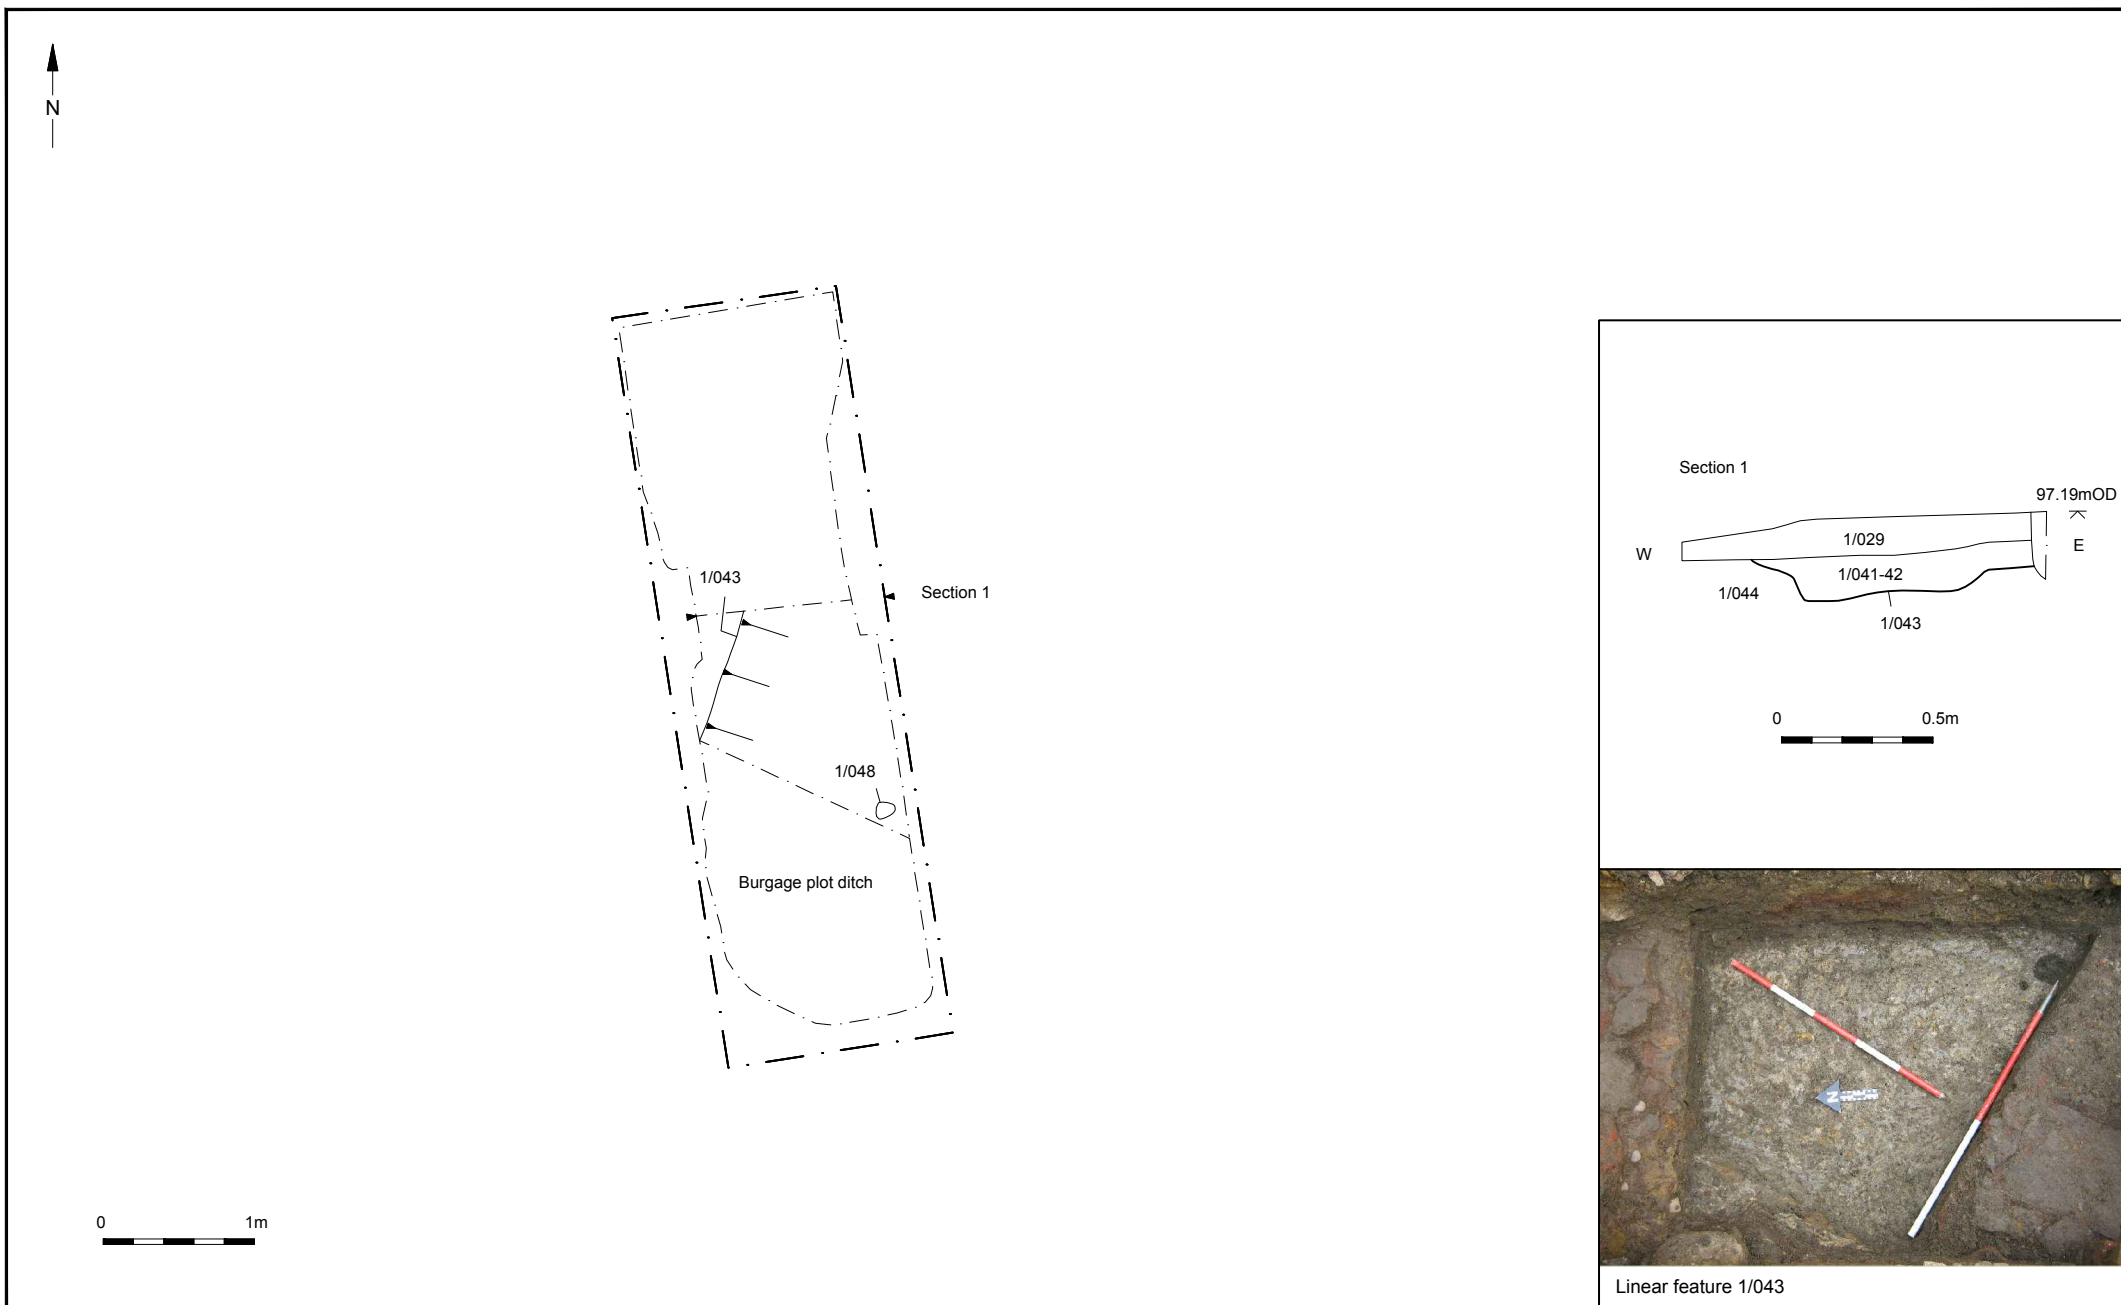 N
1/043
Section 1
1/048
Burgage plot ditch
0 1m
Section 1
97.19mOD
1/029
W
E
1/041-42
1/044
1/043
0 0.5m
N
Linear feature 1/043